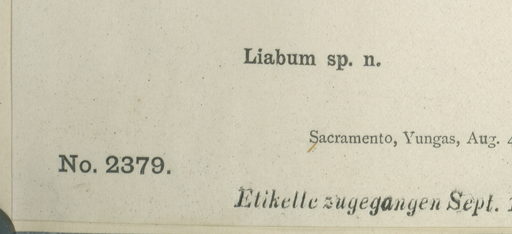 Liabum sp. n.
Sacramento, Yungas, Aug.
No. 2379.
Etikette zugegangen Sept.